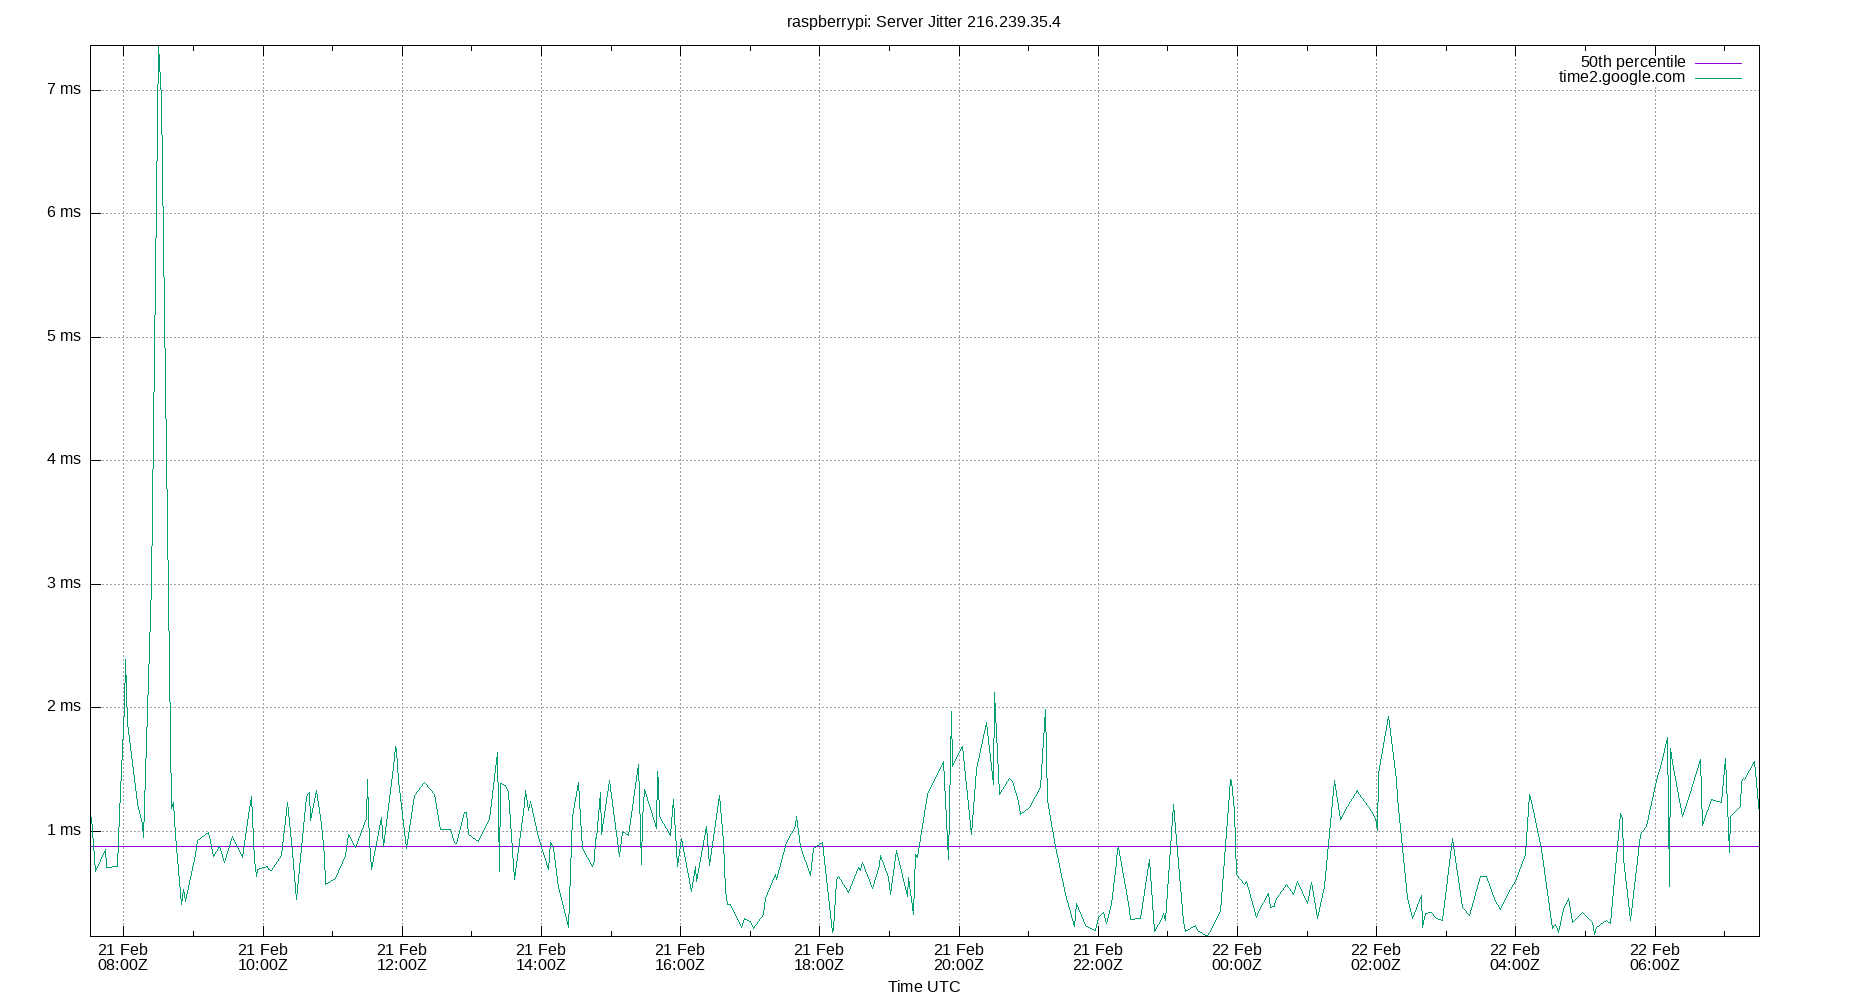 raspberrypi: Server Jitter 216.239.35.4
50th percentile
time2.google.com
7 ms
6 ms
5 ms
4 ms
3 ms
2 ms
1 ms
21 Feb 21 Feb 21 Feb 21 Feb 21 Feb 21 Feb 21 Feb 21 Feb 22 Feb 22 Feb 22 Feb 22 Feb
08:00Z 10:00Z 12:00Z 14:00Z 16:00Z 18:00Z 20:00Z 22:00Z 00:00Z 02:00Z 04:00Z 06:00Z
Time UTC